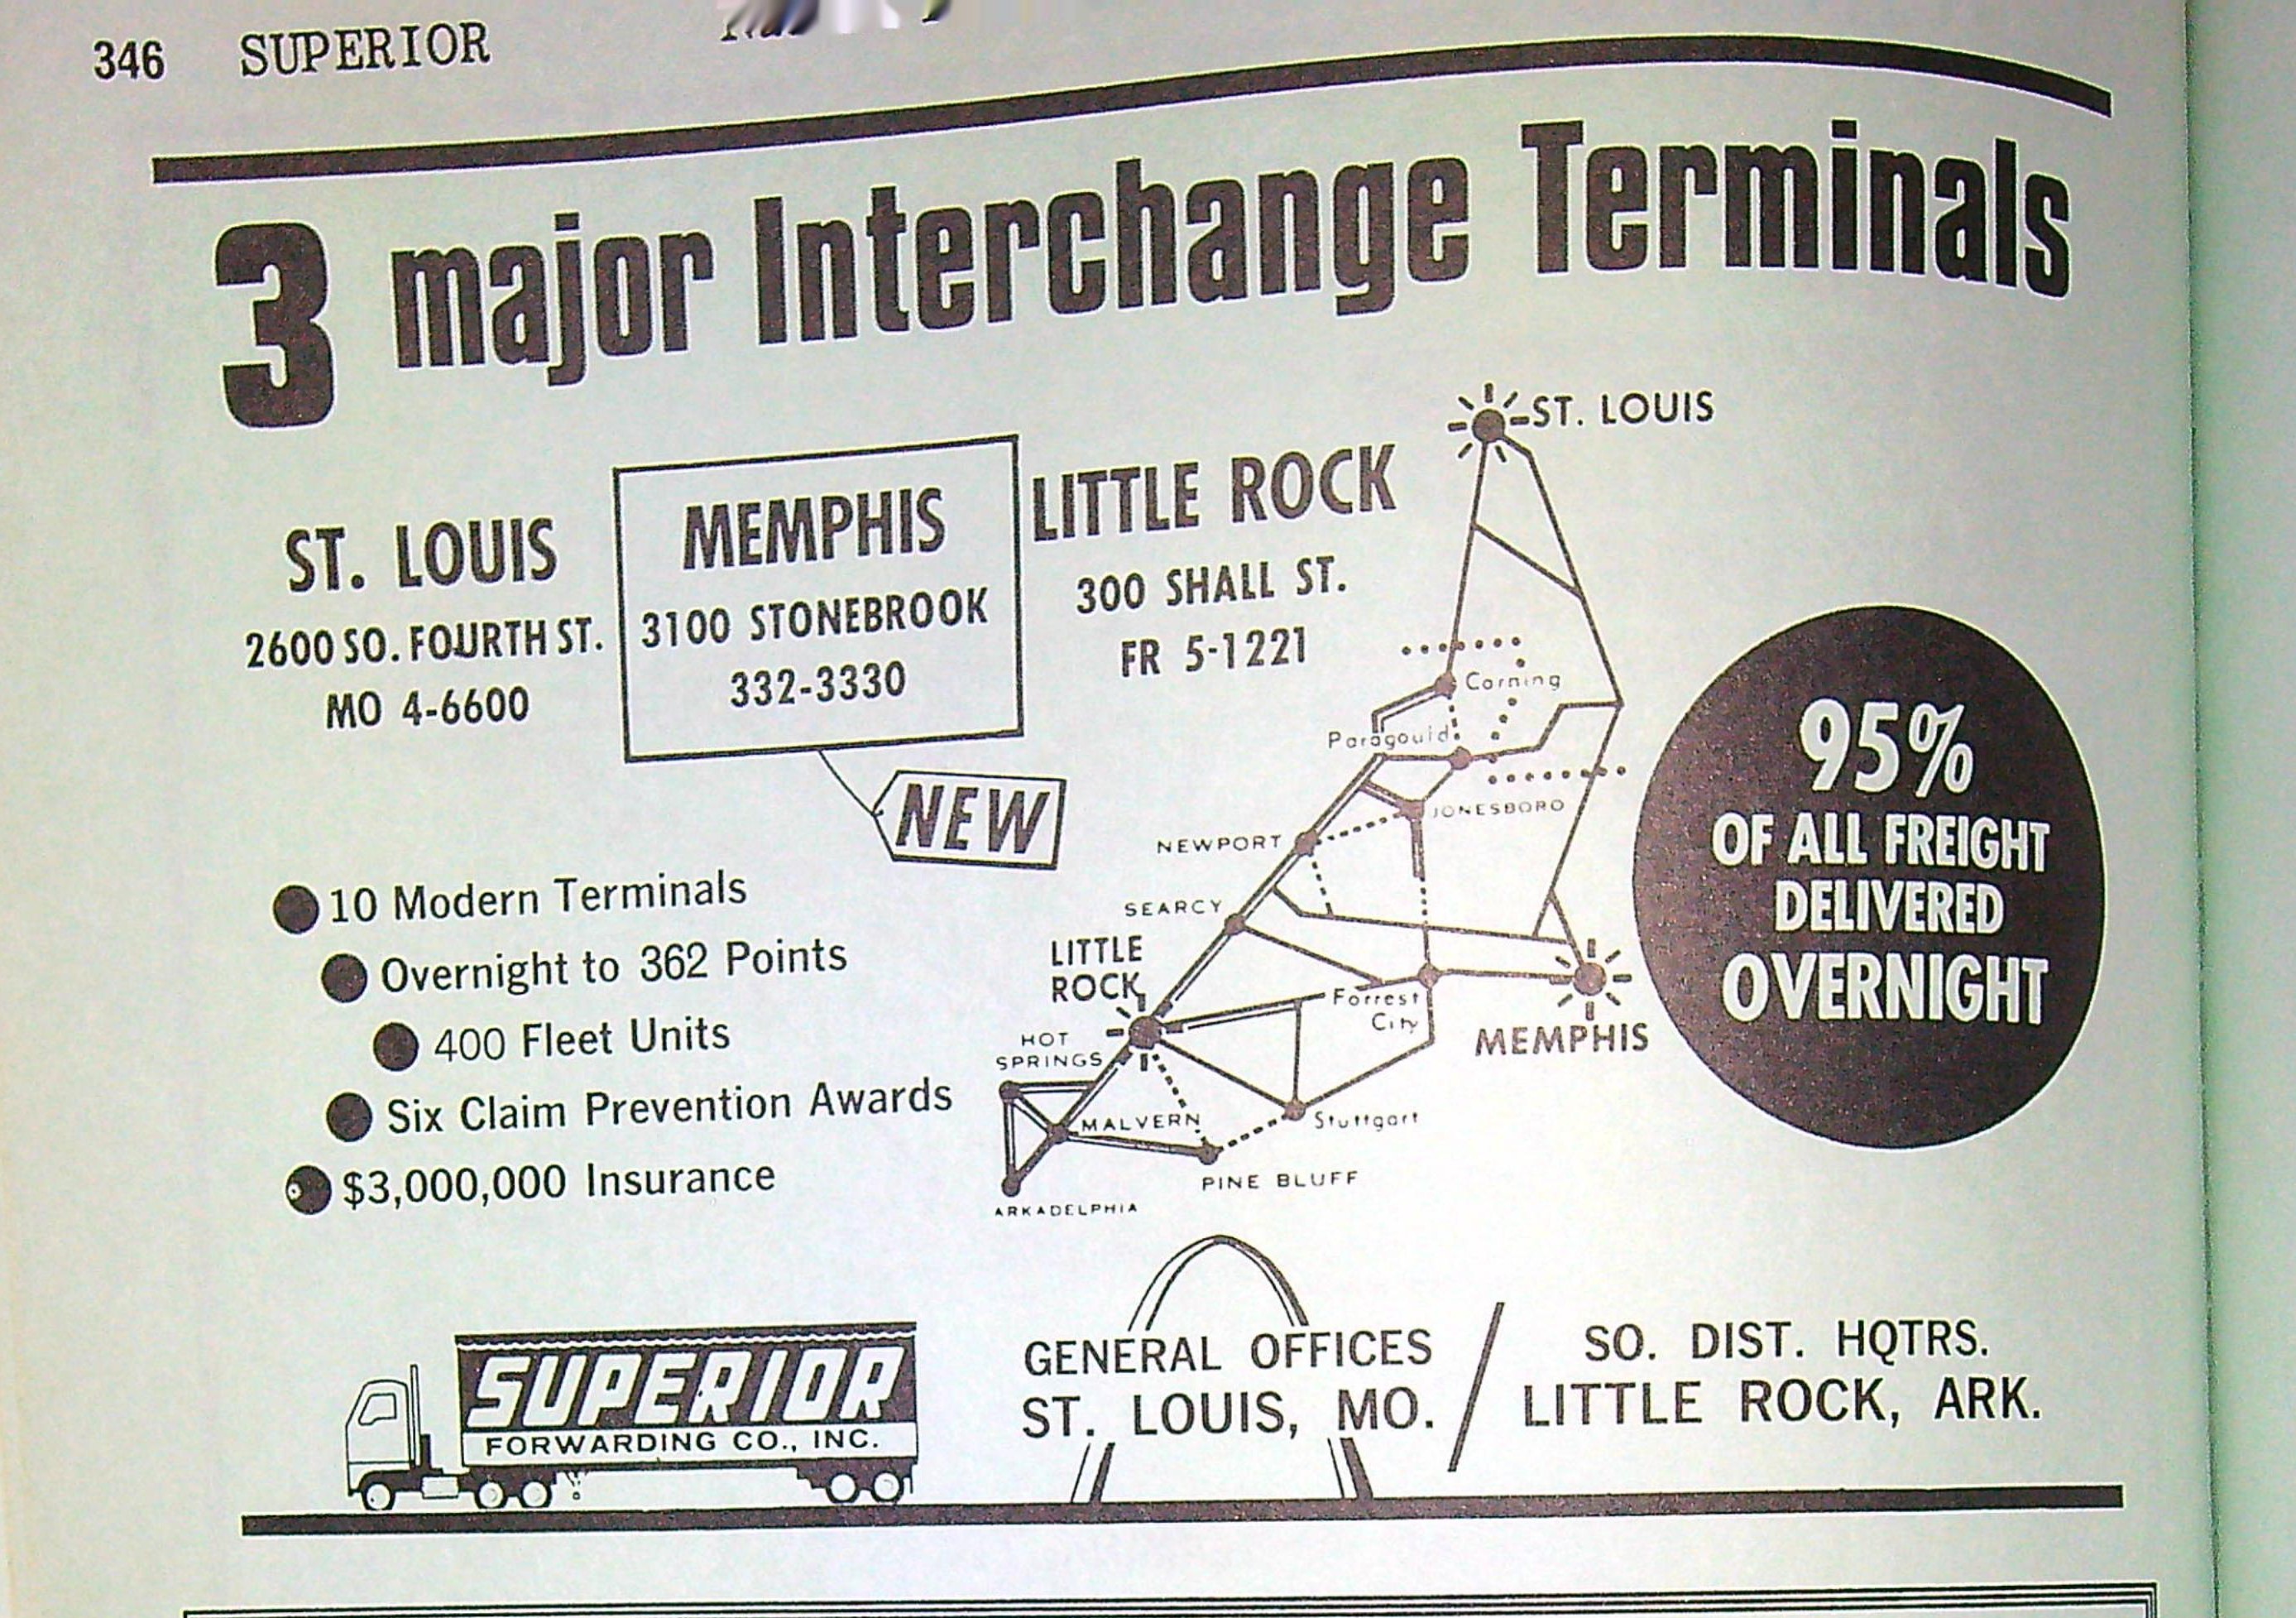 346 SUPERIOR
3 major Interchange Terminals
ST. LOUIS
2600 SO. FOURTH ST.
MO 4-6600
MEMPHIS
3100 STONEBROOK
332-3330
NEW
LITTLE ROCK
300 SHALL ST.
FR 5-1221
ST. LOUIS
Corning
Paragould
JONESBORO
NEWPORT
SEARCY
LITTLE
ROCK
Forrest
City
MEMPHIS
HOT
SPRINGS
MALVERN
Stuttgart
PINE BLUFF
ARKADELPHIA
95%
OF ALL FREIGHT
DELIVERED
OVERNIGHT
10 Modern Terminals
Overnight to 362 Points
400 Fleet Units
Six Claim Prevention Awards
$3,000,000 Insurance
SUPERIOR
FORWARDING CO., INC.
GENERAL OFFICES
ST. LOUIS, MO.
SO. DIST. HQTRS.
LITTLE ROCK, ARK.